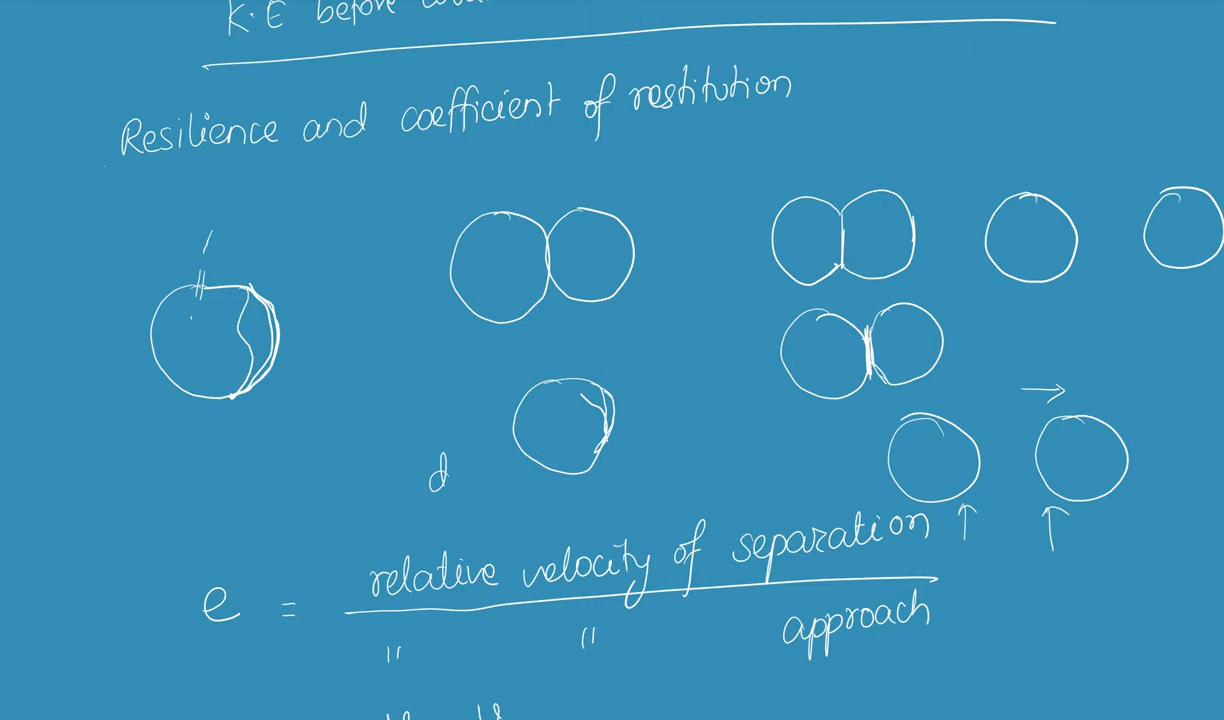 K.E before
Resilience and coefficient of restitution
d
e = relative velocity of separation
" " approach